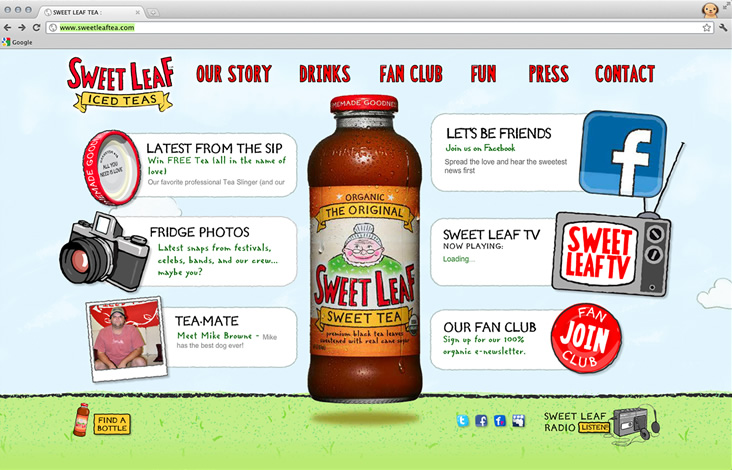 SWEET LEAF TEA :
www.sweetleaftea.com
Google
SWEET LEAF
ICED TEAS
OUR STORY
DRINKS
FAN CLUB
FUN
PRESS
CONTACT
LATEST FROM THE SIP
Win FREE Tea (all in the name of
love)
Our favorite professional Tea Slinger (and our
ALL YOU
NEED IS LOVE
FRIDGE PHOTOS
Latest snaps from festivals,
celebs, bands, and our crew...
maybe you?
TEA-MATE
Meet Mike Browne - Mike
has the best dog ever!
HOMEMADE GOODNESS
ORGANIC
THE ORIGINAL
SWEET LEAF
SWEET TEA
premium black tea leaves
sweetened with real cane sugar
LET'S BE FRIENDS
Join us on Facebook
Spread the love and hear the sweetest
news first
f
SWEET LEAF TV
NOW PLAYING:
Loading...
SWEET
LEAF TV
OUR FAN CLUB
Sign up for our 100%
organic e-newsletter.
FAN
JOIN
CLUB
FIND A
BOTTLE
SWEET LEAF
RADIO LISTEN!